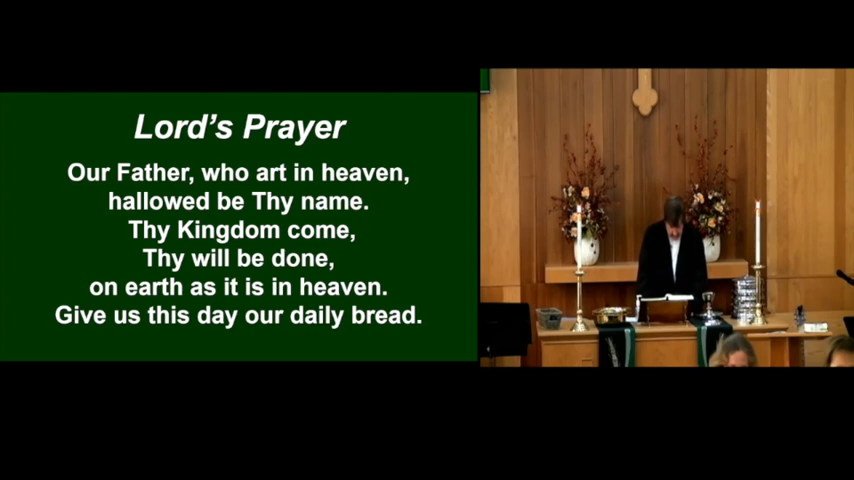 Lord's Prayer
Our Father, who art in heaven,
hallowed be Thy name.
Thy Kingdom come,
Thy will be done,
on earth as it is in heaven.
Give us this day our daily bread.